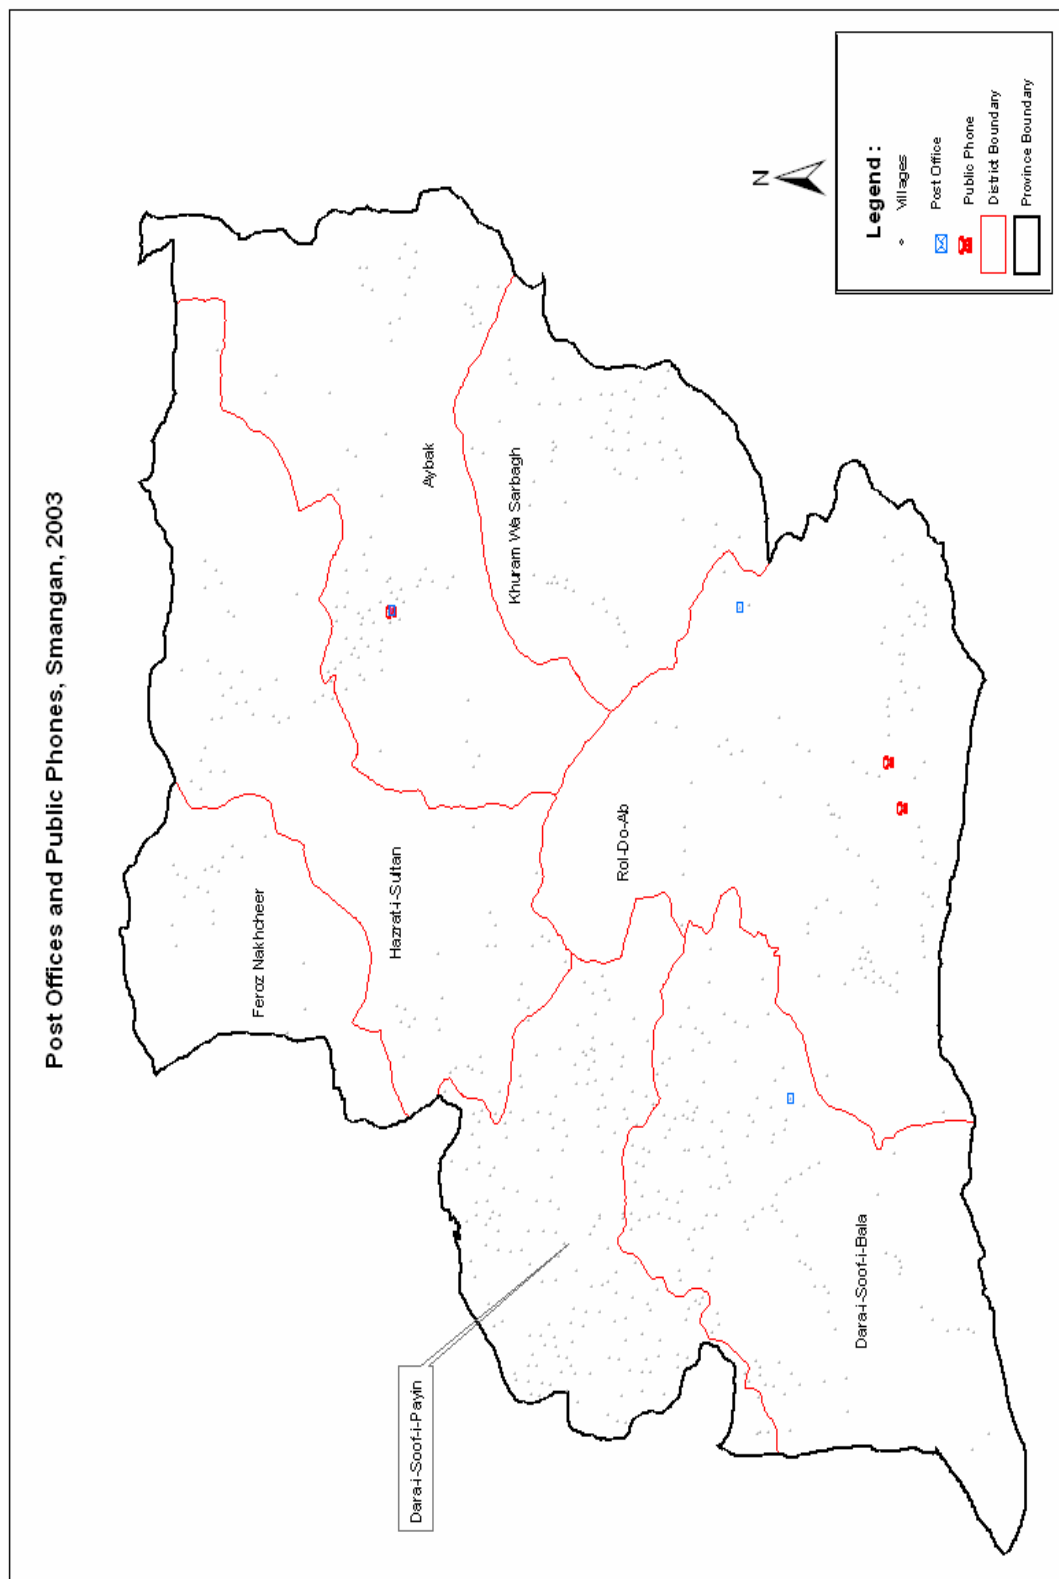 Post Offices and Public Phones, Smangan, 2003
Feroz Nakhcheer
Hazrat-i-Sultan
Aybak
Khuram Wa Sarbagh
Rol-Do-Ab
Dara-i-Soof-i-Payin
Dara-i-Soof-i-Bala
N
Legend :
Villages
Post Office
Public Phone
District Boundary
Province Boundary